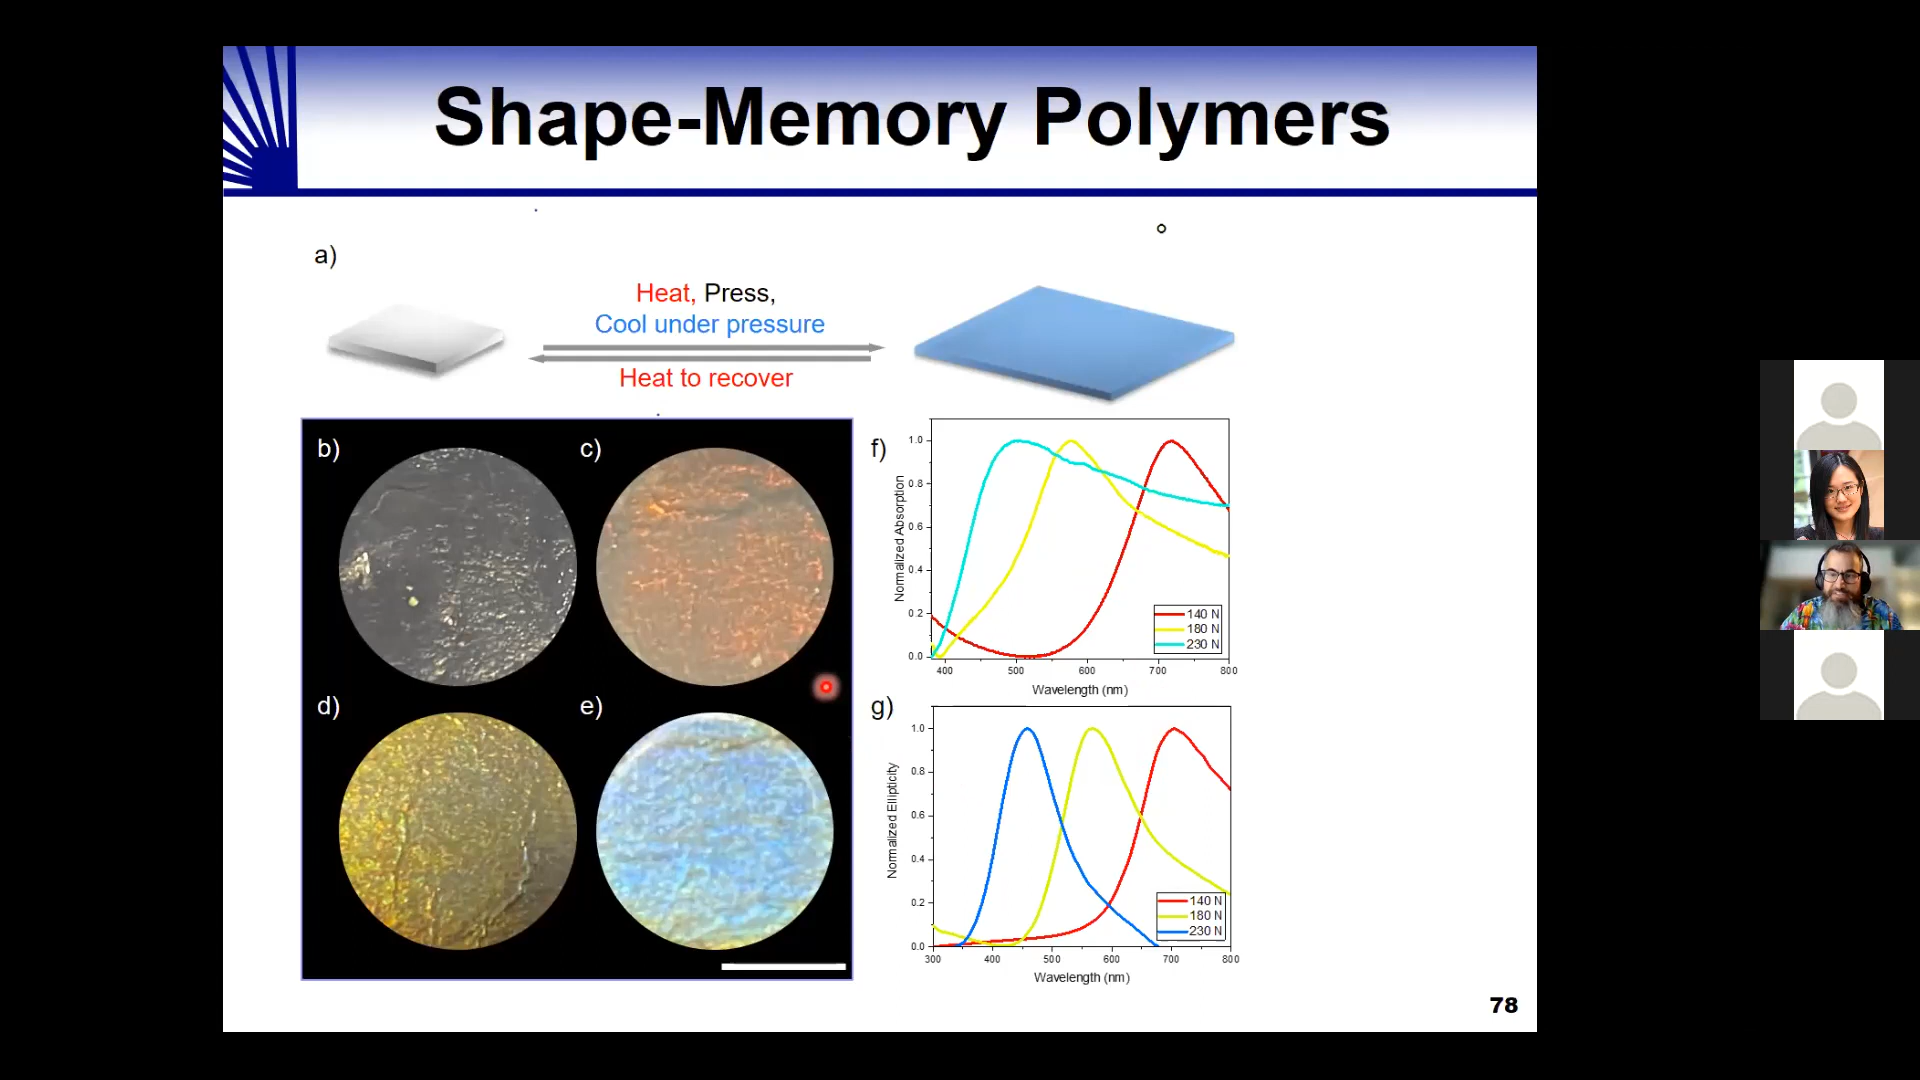 Shape-Memory Polymers
a)
Heat, Press,
Cool under pressure
Heat to recover
b)
c)
d)
e)
f)
Normalized Absorption
1.0
0.8
0.6
0.4
0.2
0.0
140 N
180 N
230 N
400 500 600 700 800
Wavelength (nm)
g)
Normalized Ellipticity
1.0
0.8
0.6
0.4
0.2
0.0
140 N
180 N
230 N
300 400 500 600 700 800
Wavelength (nm)
78